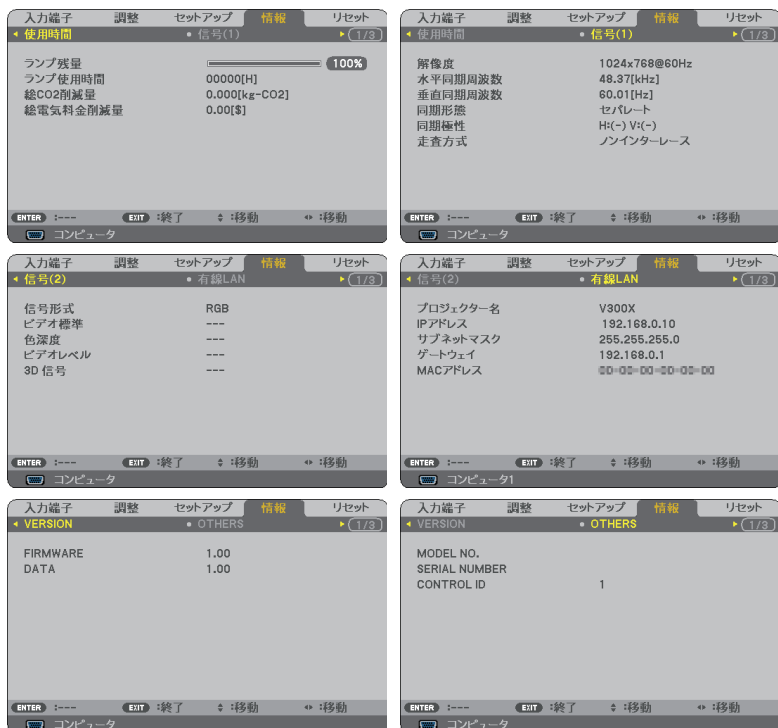 入力端子 調整 セットアップ 情報 リセット
使用時間 ● 信号(1) (1/3)
ランプ残量 100%
ランプ使用時間 00000[H]
総CO2削減量 0.000[kg-CO2]
総電気料金削減量 0.00[$]
ENTER :--- EXIT :終了 :移動 :移動
コンピュータ
入力端子 調整 セットアップ 情報 リセット
使用時間 ● 信号(1) (1/3)
解像度 1024x768@60Hz
水平同期周波数 48.37[kHz]
垂直同期周波数 60.01[Hz]
同期形態 セパレート
同期極性 H:(-) V:(-)
走査方式 ノンインターレース
ENTER :--- EXIT :終了 :移動 :移動
コンピュータ
入力端子 調整 セットアップ 情報 リセット
信号(2) ● 有線LAN (1/3)
信号形式 RGB
ビデオ標準 ---
色深度 ---
ビデオレベル ---
3D 信号 ---
ENTER :--- EXIT :終了 :移動 :移動
コンピュータ
入力端子 調整 セットアップ 情報 リセット
信号(2) ● 有線LAN (1/3)
プロジェクター名 V300X
IPアドレス 192.168.0.10
サブネットマスク 255.255.255.0
ゲートウェイ 192.168.0.1
MACアドレス
ENTER :--- EXIT :終了 :移動 :移動
コンピュータ1
入力端子 調整 セットアップ 情報 リセット
VERSION ● OTHERS (1/3)
FIRMWARE 1.00
DATA 1.00
ENTER :--- EXIT :終了 :移動 :移動
コンピュータ
入力端子 調整 セットアップ 情報 リセット
VERSION ● OTHERS (1/3)
MODEL NO.
SERIAL NUMBER
CONTROL ID 1
ENTER :--- EXIT :終了 :移動 :移動
コンピュータ